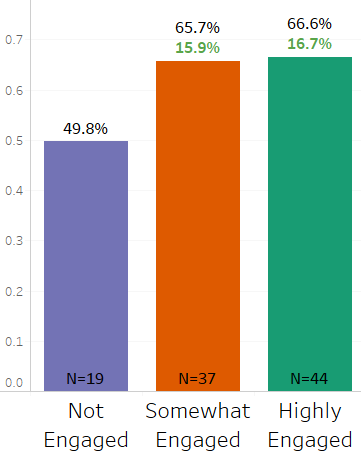 65.7%
15.9%
66.6%
16.7%
49.8%
0.7
0.6
0.5
0.4
0.3
0.2
0.1
0.0
N=19
N=37
N=44
Not
Engaged
Somewhat
Engaged
Highly
Engaged